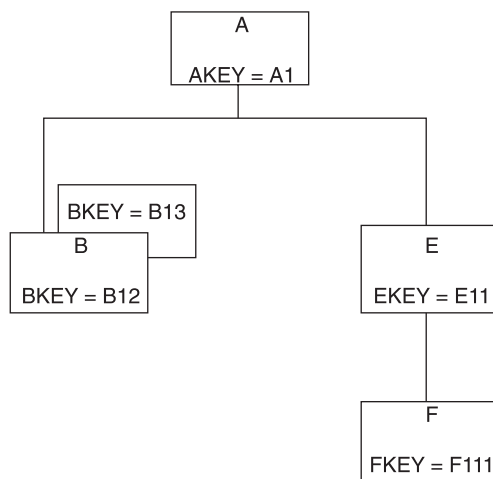 A
AKEY = A1
BKEY = B13
B
BKEY = B12
E
EKEY = E11
F
FKEY = F111